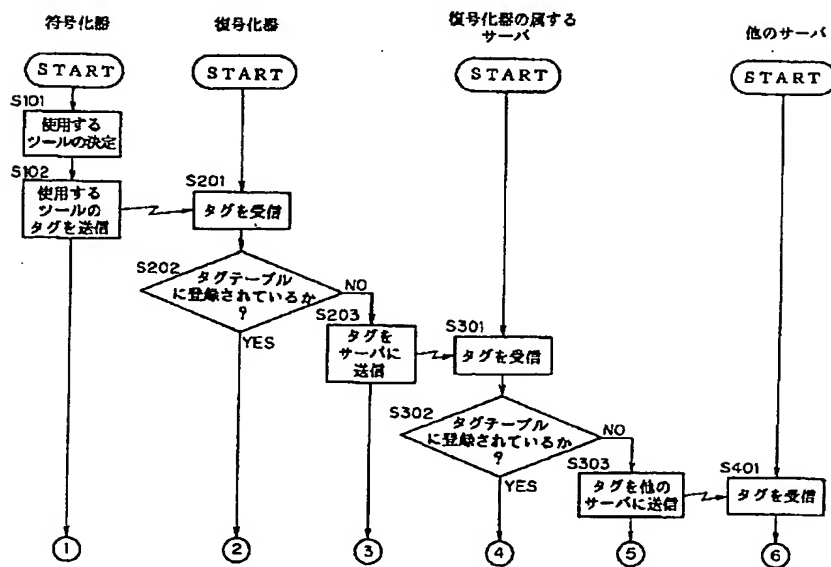 符号化器
復号化器
復号化器の属する
サーバ
他のサーバ
START
START
START
START
S101
使用する
ツールの決定
S102
使用する
ツールの
タグを送信
S201
タグを受信
S202
タグテーブル
に登録されているか
?
NO
YES
S203
タグを
サーバに
送信
S301
タグを受信
S302
タグテーブル
に登録されているか
?
NO
YES
S303
タグを他の
サーバに送信
S401
タグを受信
1
2
3
4
5
6